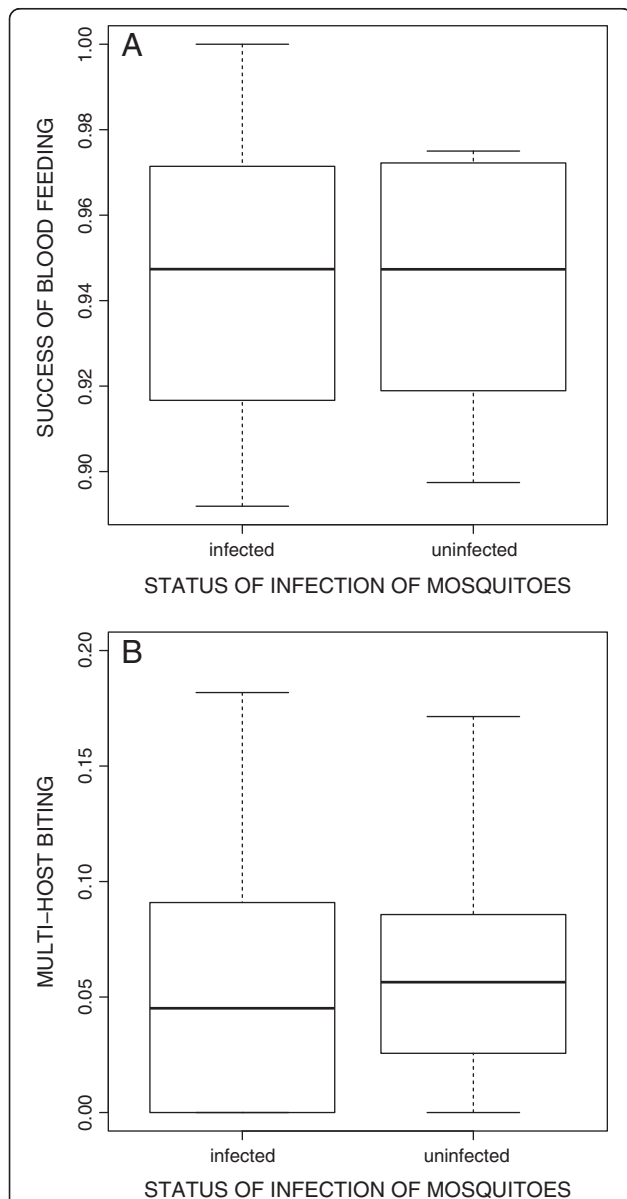 A
SUCCESS OF BLOOD FEEDING
1.00
0.98
0.96
0.94
0.92
0.90
infected uninfected
STATUS OF INFECTION OF MOSQUITOES
B
MULTI−HOST BITING
0.20
0.15
0.10
0.05
0.00
infected uninfected
STATUS OF INFECTION OF MOSQUITOES